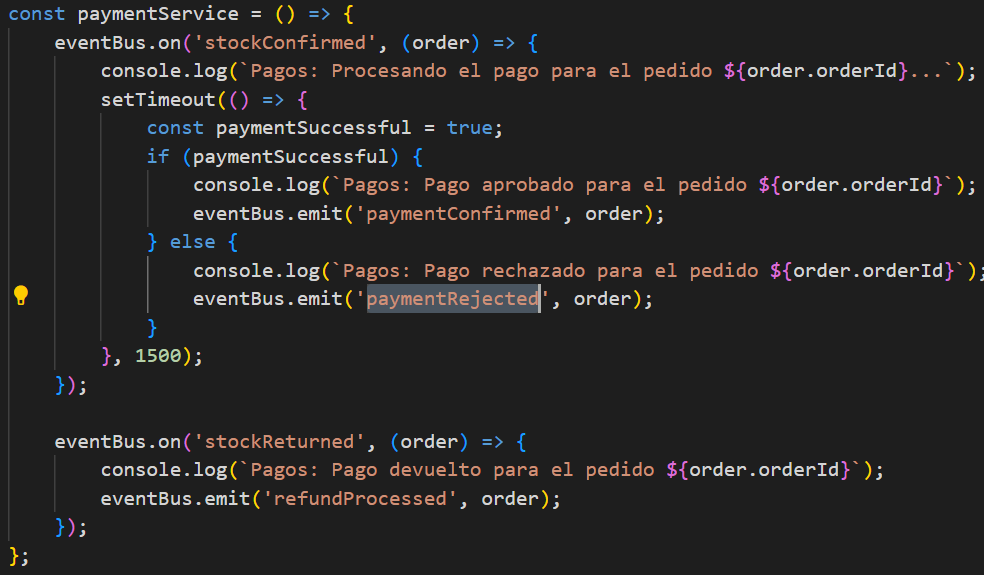 const paymentService = () => {
    eventBus.on('stockConfirmed', (order) => {
        console.log(`Pagos: Procesando el pago para el pedido ${order.orderId}...`);
        setTimeout(() => {
            const paymentSuccessful = true;
            if (paymentSuccessful) {
                console.log(`Pagos: Pago aprobado para el pedido ${order.orderId}`);
                eventBus.emit('paymentConfirmed', order);
            } else {
                console.log(`Pagos: Pago rechazado para el pedido ${order.orderId}`);
                eventBus.emit('paymentRejected', order);
            }
        }, 1500);
    });

    eventBus.on('stockReturned', (order) => {
        console.log(`Pagos: Pago devuelto para el pedido ${order.orderId}`);
        eventBus.emit('refundProcessed', order);
    });
};